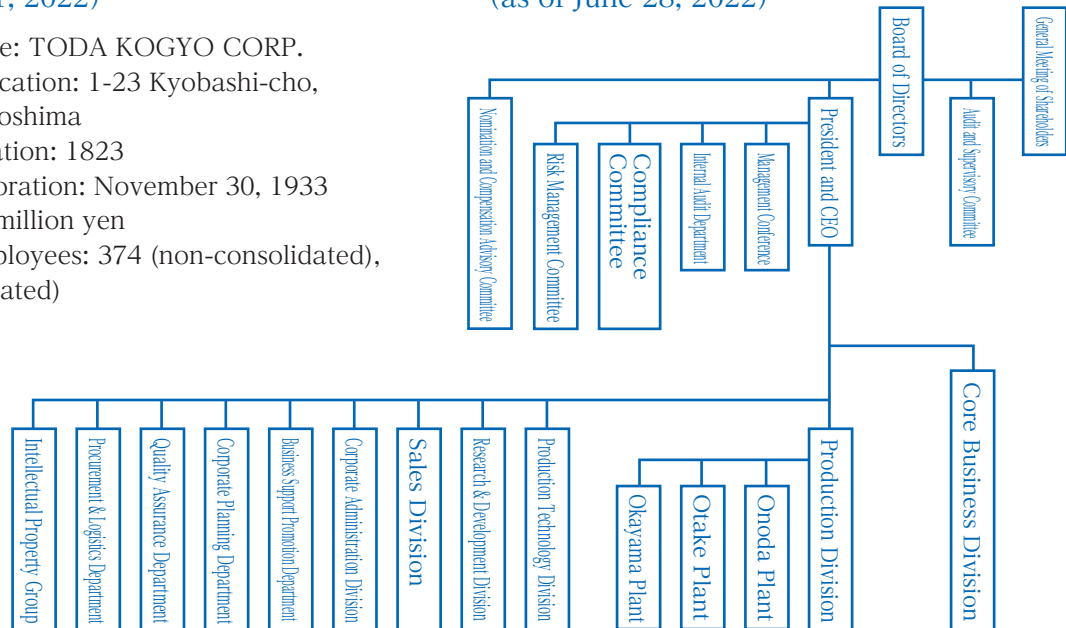 , 2022)
(as of June 28, 2022)
e: TODA KOGYO CORP.
cation: 1-23 Kyobashi-cho,
oshima
ation: 1823
oration: November 30, 1933
million yen
ployees: 374 (non-consolidated),
ated)
General Meeting of Shareholders
Board of Directors
Audit and Supervisory Committee
President and CEO
Management Conference
Internal Audit Department
Compliance
Committee
Risk Management Committee
Nomination and Compensation Advisory Committee
Core Business Division
Production Division
Onoda Plant
Otake Plant
Okayama Plant
Production Technology Division
Research & Development Division
Sales Division
Corporate Administration Division
Business Support Promotion Department
Corporate Planning Department
Quality Assurance Department
Procurement & Logistics Department
Intellectual Property Group